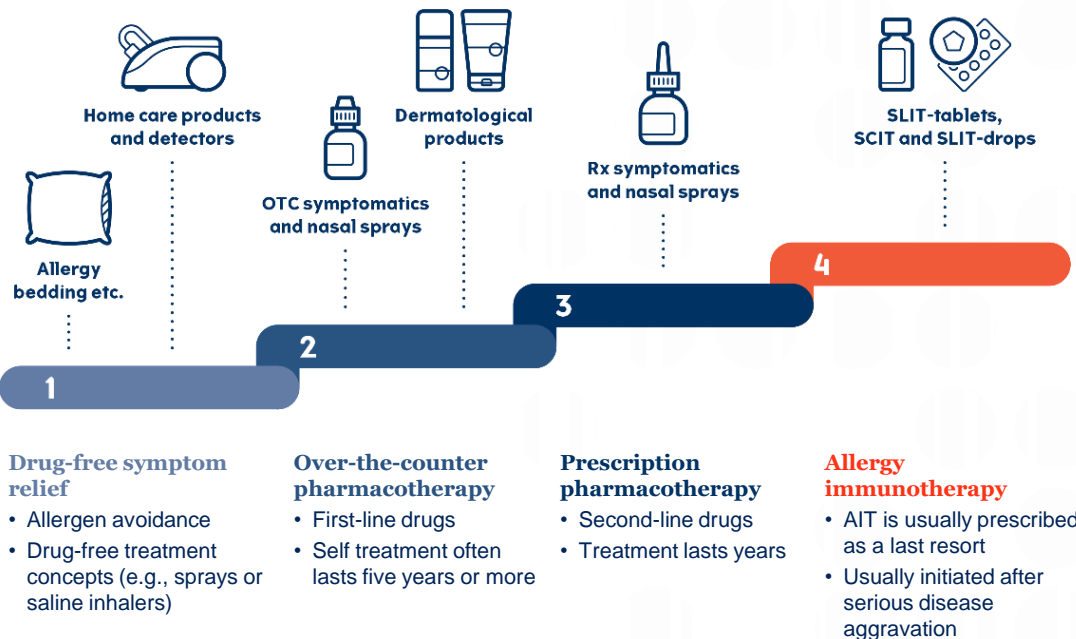 Home care products
and detectors
Dermatological
products
SLIT-tablets,
SCIT and SLIT-drops
Rx symptomatics
and nasal sprays
OTC symptomatics
and nasal sprays
Allergy
bedding etc.
4
3
2
1
Drug-free symptom
relief
• Allergen avoidance
• Drug-free treatment
concepts (e.g., sprays or
saline inhalers)
Over-the-counter
pharmacotherapy
• First-line drugs
• Self treatment often
lasts five years or more
Prescription
pharmacotherapy
• Second-line drugs
• Treatment lasts years
Allergy
immunotherapy
• AIT is usually prescribed
as a last resort
• Usually initiated after
serious disease
aggravation